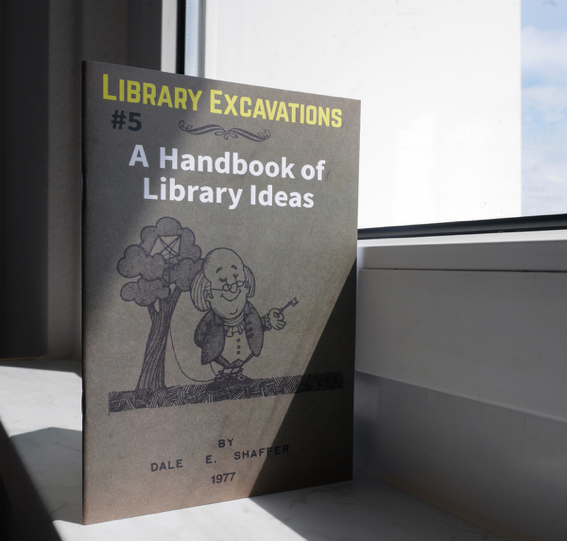 LIBRARY EXCAVATIONS
#5
A Handbook of
Library Ideas
BY
DALE E. SHAFFER
1977